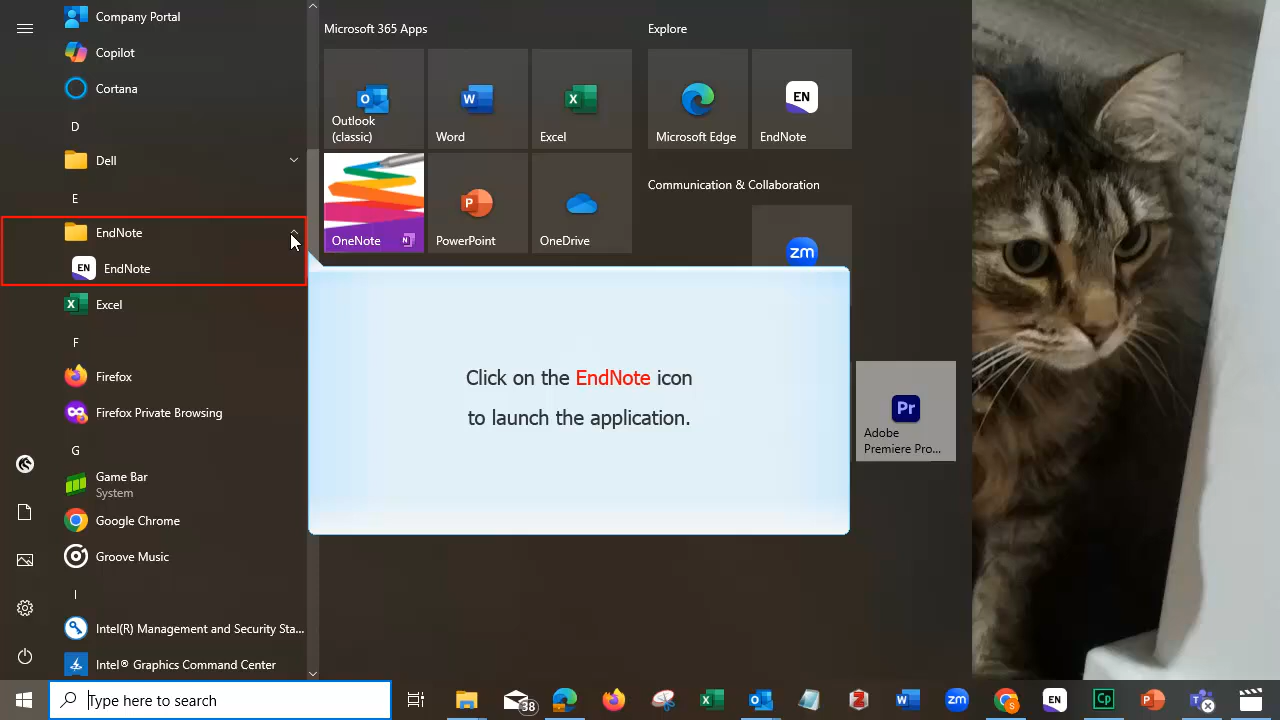 Company Portal
Copilot
Cortana
D
Dell
E
EndNote
EN EndNote
Excel
F
Firefox
Firefox Private Browsing
G
Game Bar
System
Google Chrome
Groove Music
I
Intel(R) Management and Security Sta...
Intel® Graphics Command Center
Microsoft 365 Apps
Outlook (classic)
Word
Excel
OneNote
PowerPoint
OneDrive
Explore
Microsoft Edge
EN
EndNote
Communication & Collaboration
zm
Click on the EndNote icon
to launch the application.
Pr
Adobe
Premiere Pro...
Type here to search
38
zm
EN
Cp